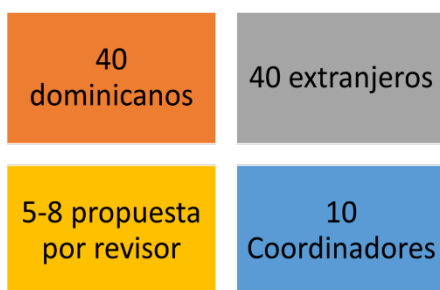 40
dominicanos
40 extranjeros
5-8 propuesta
por revisor
10
Coordinadores